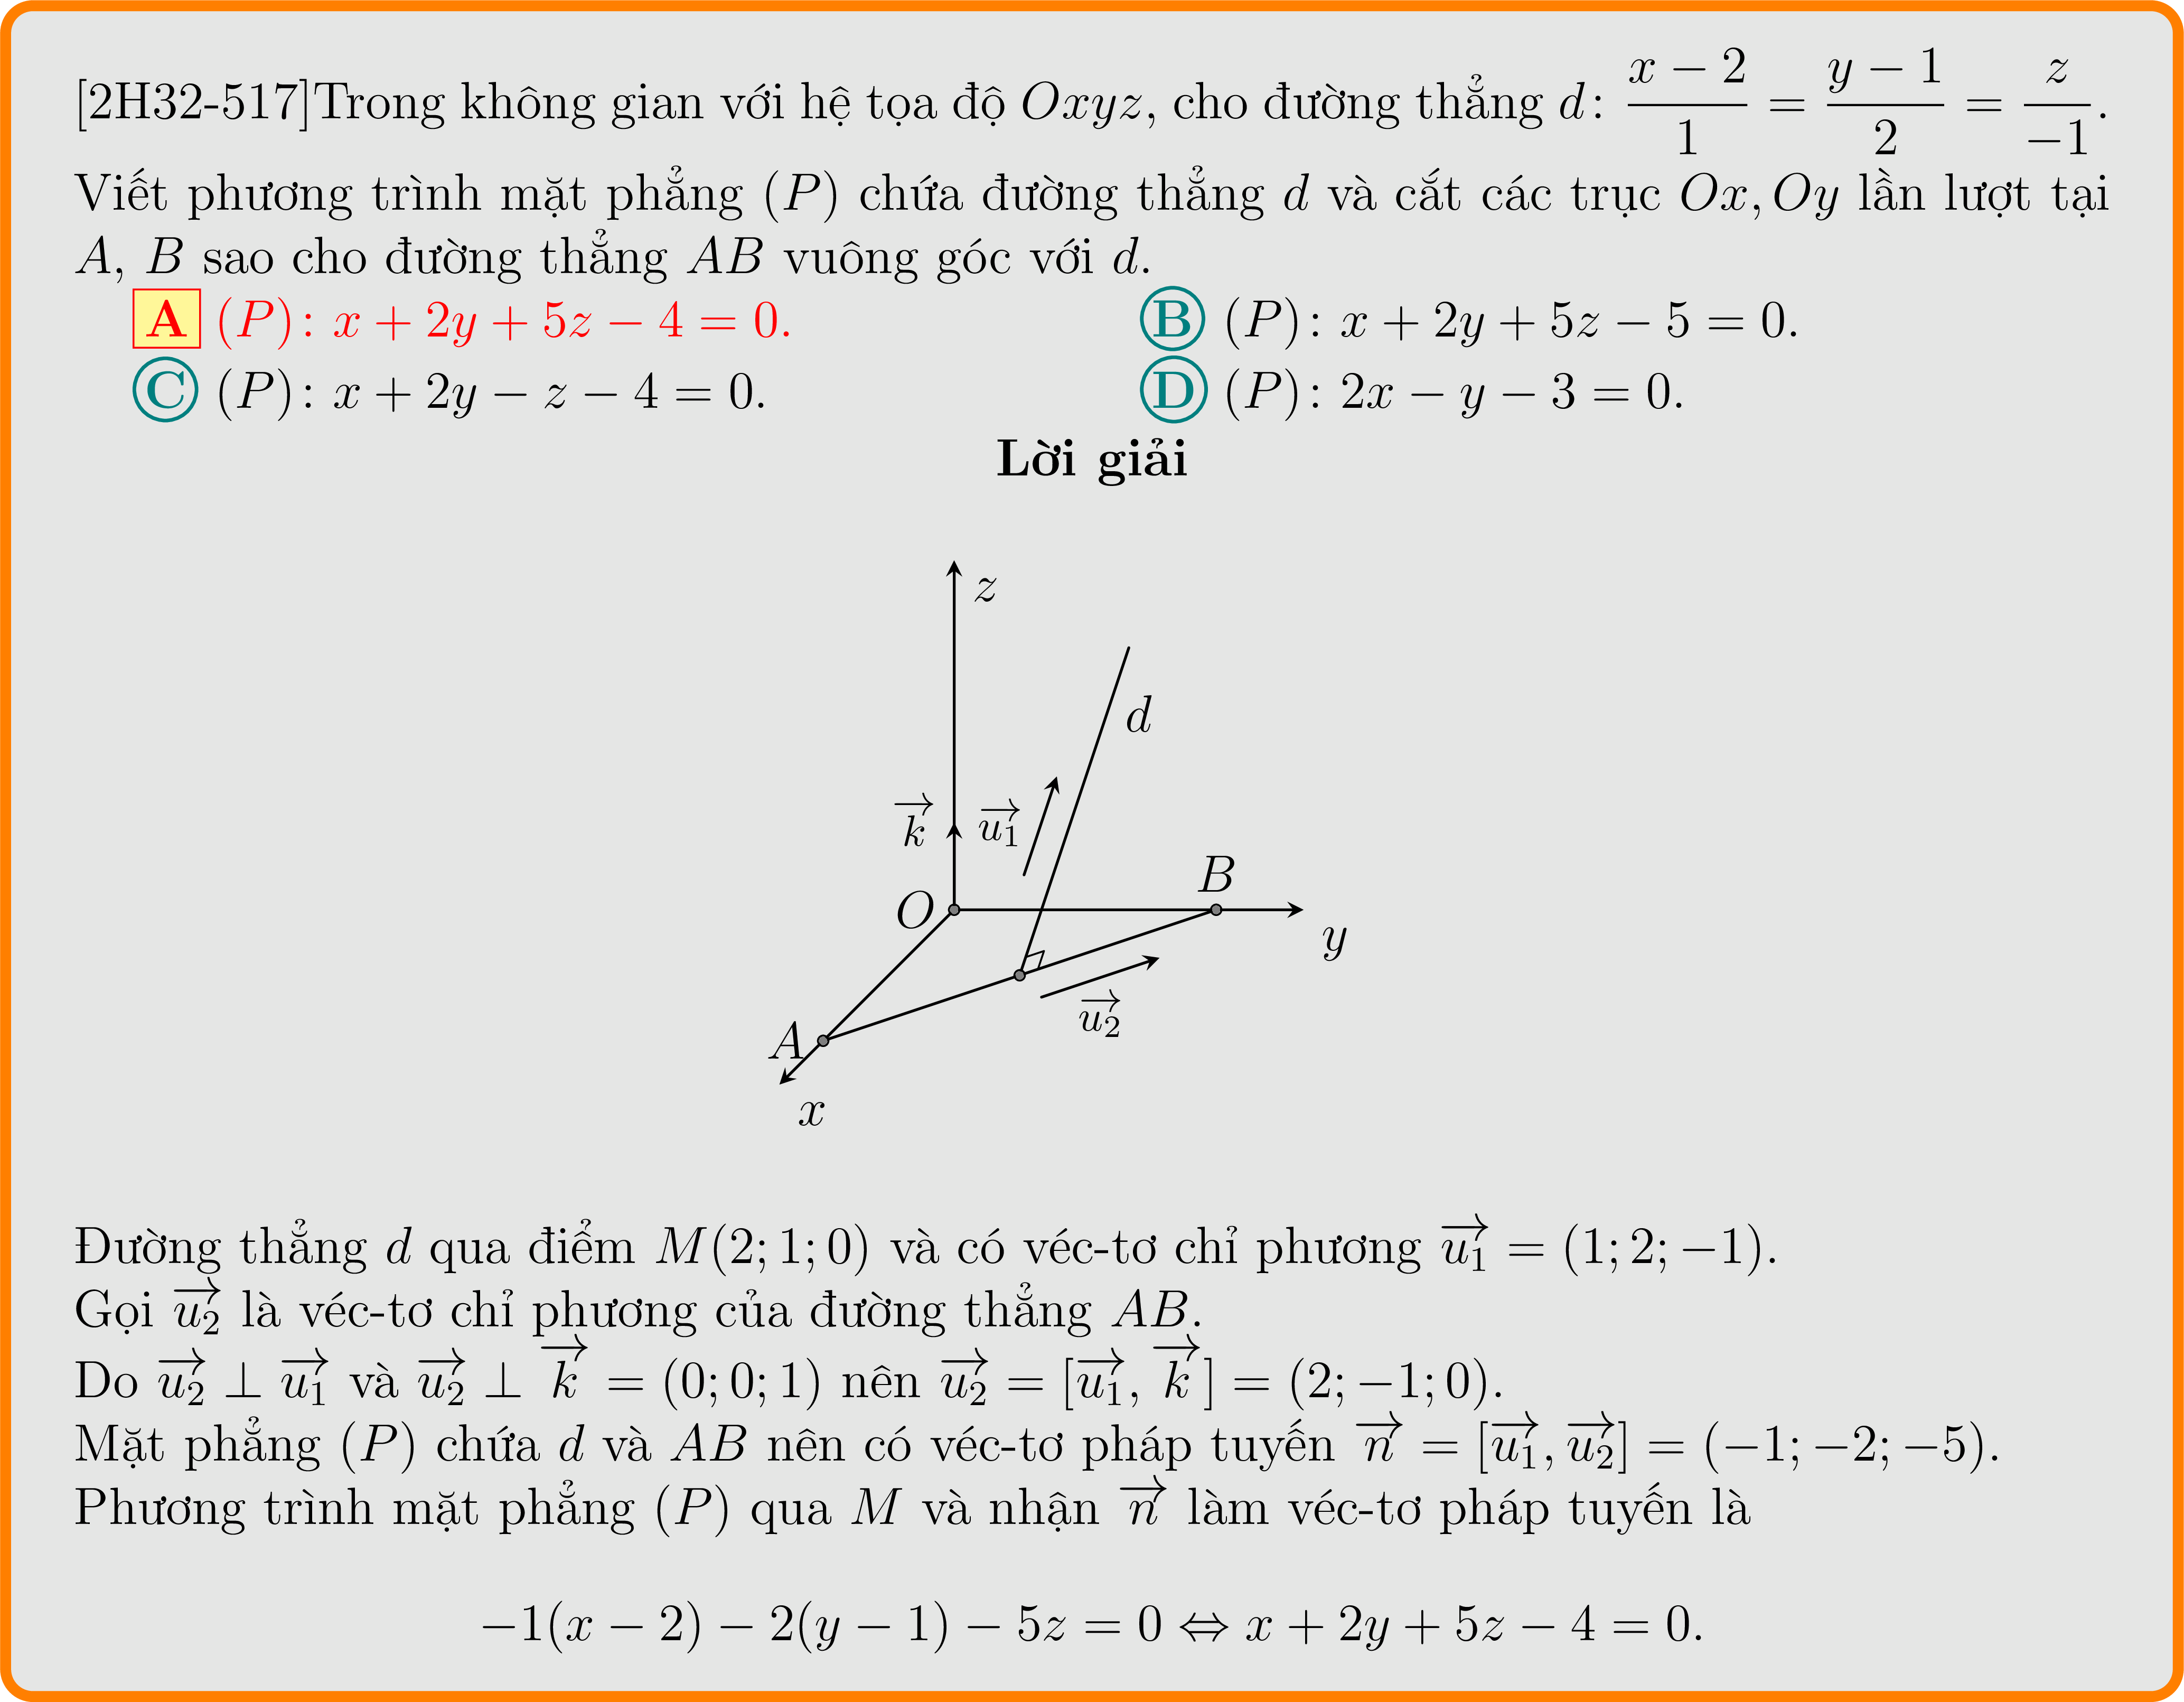 [2H32-517]Trong không gian với hệ tọa độ $Oxyz$, cho đường thẳng $d\colon \dfrac{x-2}{1} = \dfrac{y-1}{2} = \dfrac{z}{-1}$.
Viết phương trình mặt phẳng $(P)$ chứa đường thẳng $d$ và cắt các trục $Ox, Oy$ lần lượt tại
$A$, $B$ sao cho đường thẳng $AB$ vuông góc với $d$.
A $(P)\colon x + 2y + 5z - 4 = 0$. B $(P)\colon x + 2y + 5z - 5 = 0$.
C $(P)\colon x + 2y - z - 4 = 0$. D $(P)\colon 2x - y - 3 = 0$.
Lời giải
$z$
$d$
$\overrightarrow{k}$ $\overrightarrow{u_1}$
$B$
$O$
$y$
$\overrightarrow{u_2}$
$A$
$x$
Đường thẳng $d$ qua điểm $M(2; 1; 0)$ và có véc-tơ chỉ phương $\overrightarrow{u_1} = (1; 2; -1)$.
Gọi $\overrightarrow{u_2}$ là véc-tơ chỉ phương của đường thẳng $AB$.
Do $\overrightarrow{u_2} \perp \overrightarrow{u_1}$ và $\overrightarrow{u_2} \perp \overrightarrow{k} = (0; 0; 1)$ nên $\overrightarrow{u_2} = [\overrightarrow{u_1}, \overrightarrow{k}] = (2; -1; 0)$.
Mặt phẳng $(P)$ chứa $d$ và $AB$ nên có véc-tơ pháp tuyến $\overrightarrow{n} = [\overrightarrow{u_1}, \overrightarrow{u_2}] = (-1; -2; -5)$.
Phương trình mặt phẳng $(P)$ qua $M$ và nhận $\overrightarrow{n}$ làm véc-tơ pháp tuyến là
$-1(x - 2) - 2(y - 1) - 5z = 0 \Leftrightarrow x + 2y + 5z - 4 = 0.$